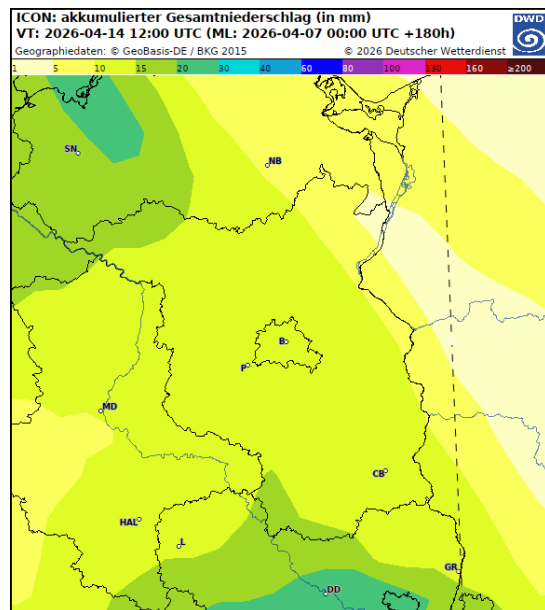 ICON: akkumulierter Gesamtniederschlag (in mm)
VT: 2026-04-14 12:00 UTC (ML: 2026-04-07 00:00 UTC +180h)
Geographiedaten: © GeoBasis-DE / BKG 2015 © 2026 Deutscher Wetterdienst
DWD
1 5 10 15 20 30 40 60 80 100 130 160 ≥200
SN
NB
B
P
MD
CB
HAL
L
GR
DD